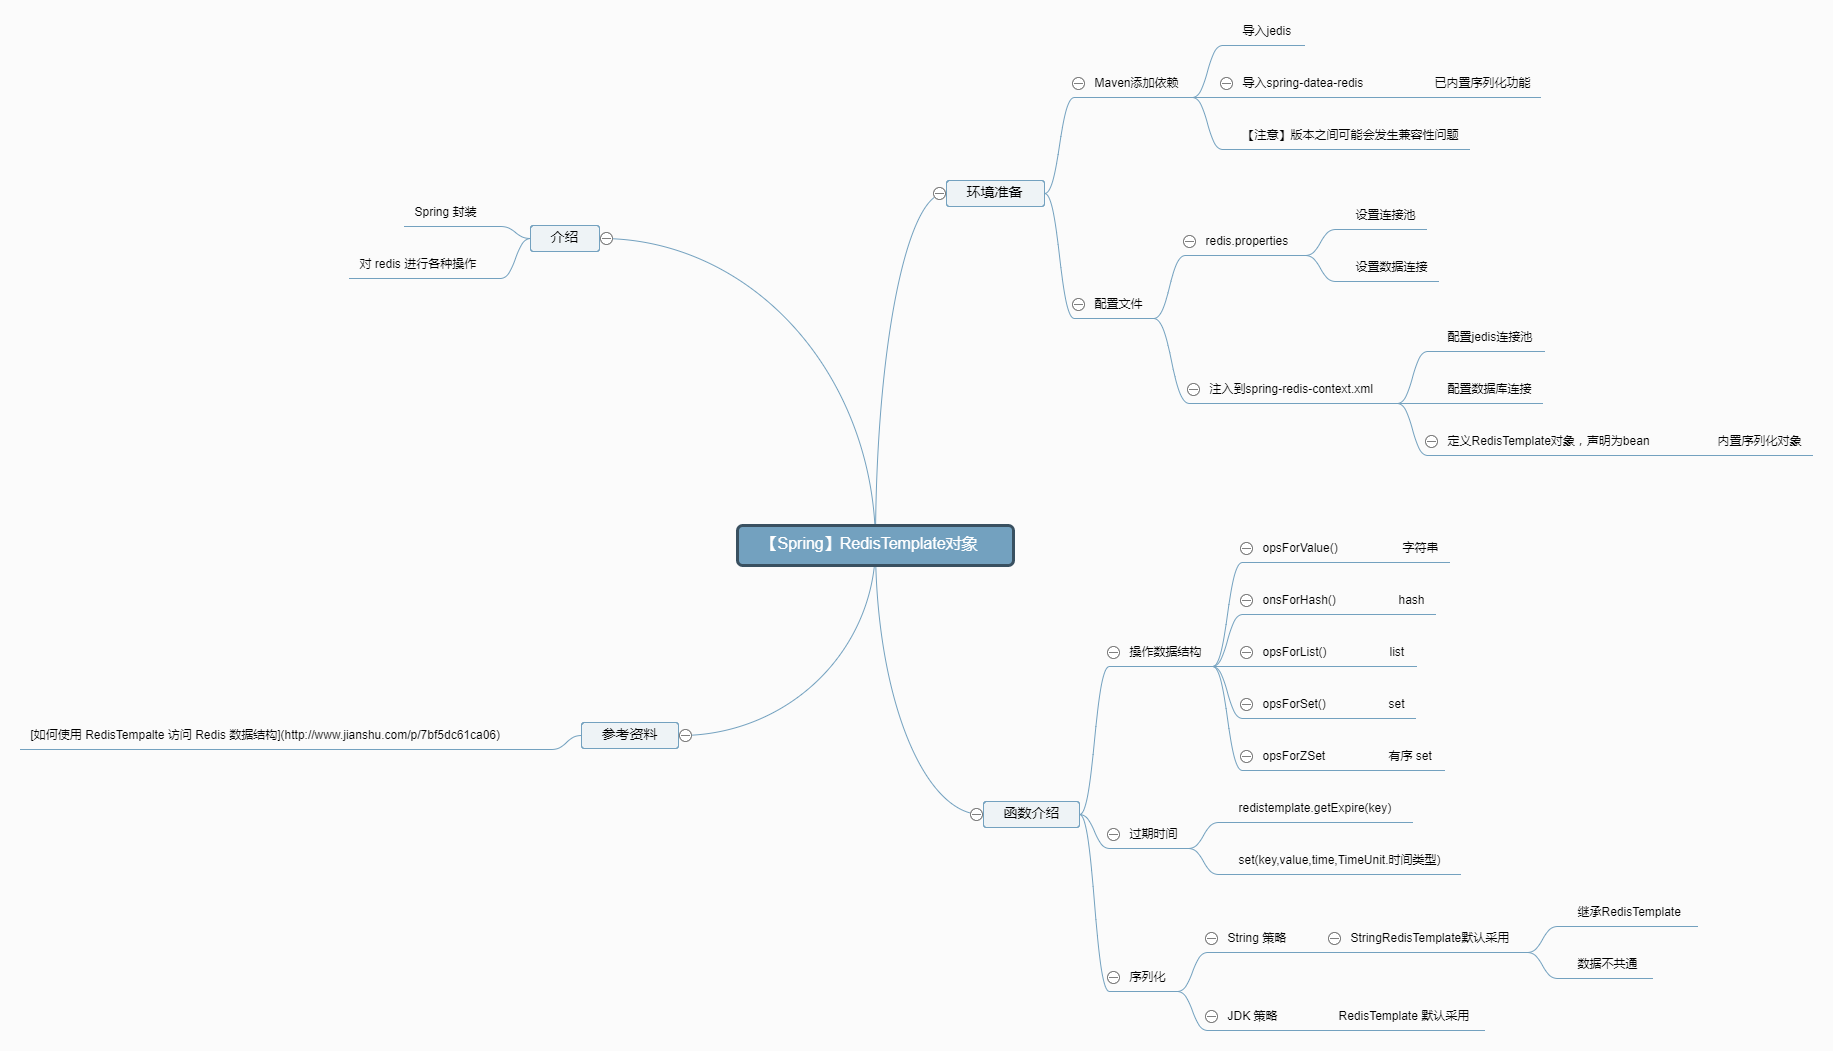 【Spring】RedisTemplate对象
介绍
Spring 封装
对 redis 进行各种操作
环境准备
Maven添加依赖
导入jedis
导入spring-datea-redis
已内置序列化功能
【注意】版本之间可能会发生兼容性问题
配置文件
redis.properties
设置连接池
设置数据连接
注入到spring-redis-context.xml
配置jedis连接池
配置数据库连接
定义RedisTemplate对象，声明为bean
内置序列化对象
函数介绍
操作数据结构
opsForValue()
字符串
onsForHash()
hash
opsForList()
list
opsForSet()
set
opsForZSet
有序 set
过期时间
redistemplate.getExpire(key)
set(key,value,time,TimeUnit.时间类型)
序列化
String 策略
StringRedisTemplate默认采用
继承RedisTemplate
数据不共通
JDK 策略
RedisTemplate 默认采用
参考资料
[如何使用 RedisTempalte 访问 Redis 数据结构](http://www.jianshu.com/p/7bf5dc61ca06)